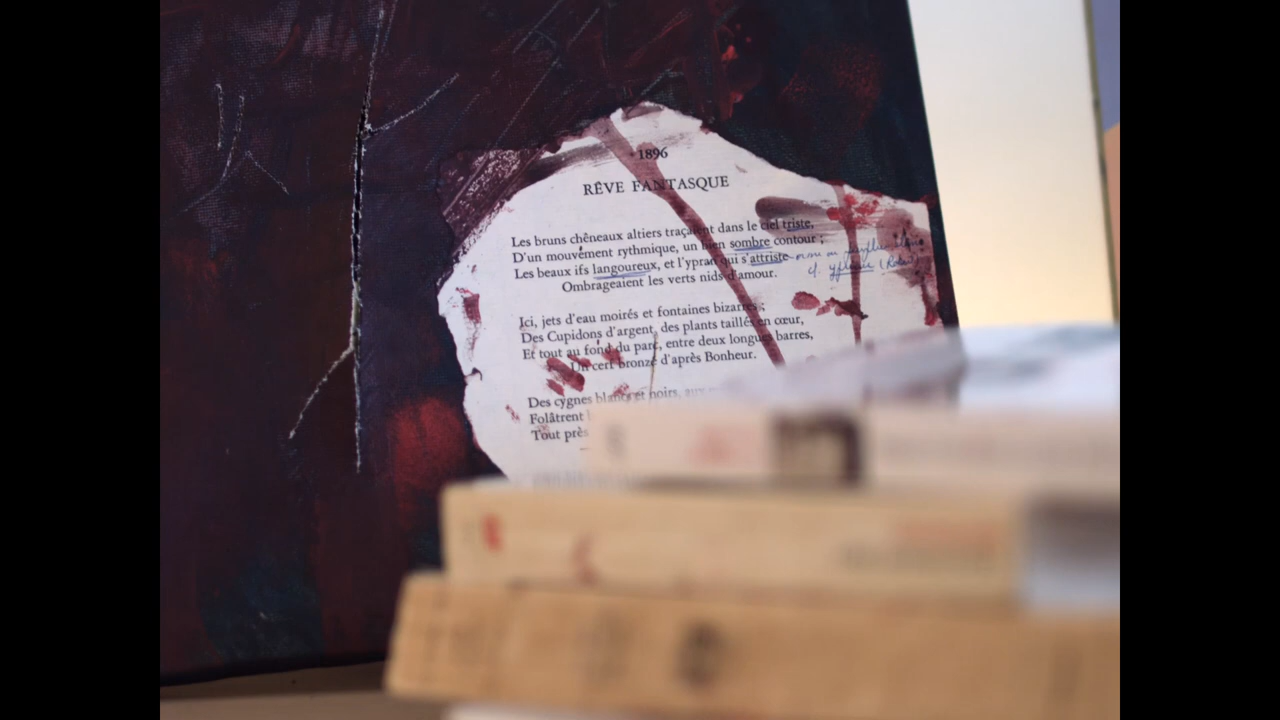 1896
RÊVE FANTASQUE
Les bruns chêneaux altiers traçaient dans le ciel triste,
D'un mouvement rythmique, un bien sombre contour ;
Les beaux ifs langoureux, et l'ypran qui s'attriste
Ombrageaient les verts nids d'amour.
Ici, jets d'eau moirés et fontaines bizarres ;
Des Cupidons d'argent, des plants taillés en cœur,
Et tout au fond du parc, entre deux longues barres,
Un cerf bronzé d'après Bonheur.
Des cygnes blancs et noirs, aux
Folâtrent
Tout près